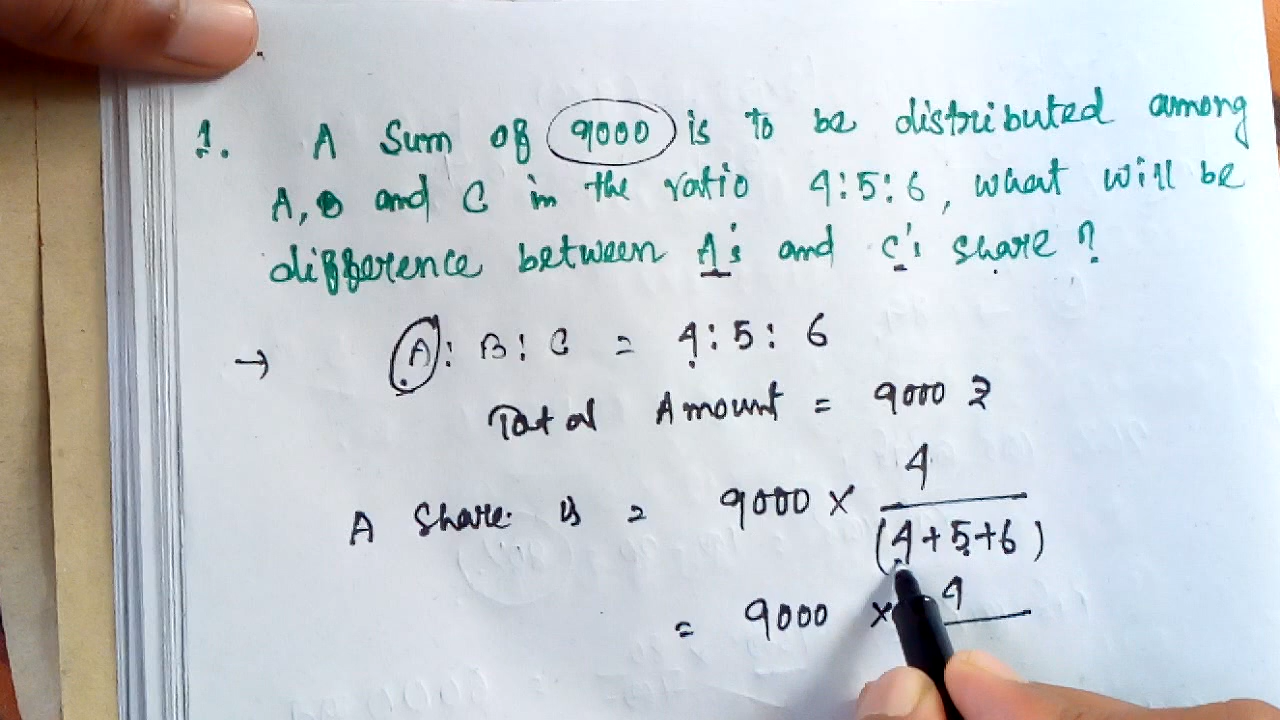 1. A Sum of 9000 is to be distributed among
A, B and C in the ratio 4:5:6, what will be
difference between A's and C's share ?
→ A : B : C = 4 : 5 : 6
Total Amount = 9000 ₹
A Share is = 9000 × 4
(4+5+6)
= 9000 × 4